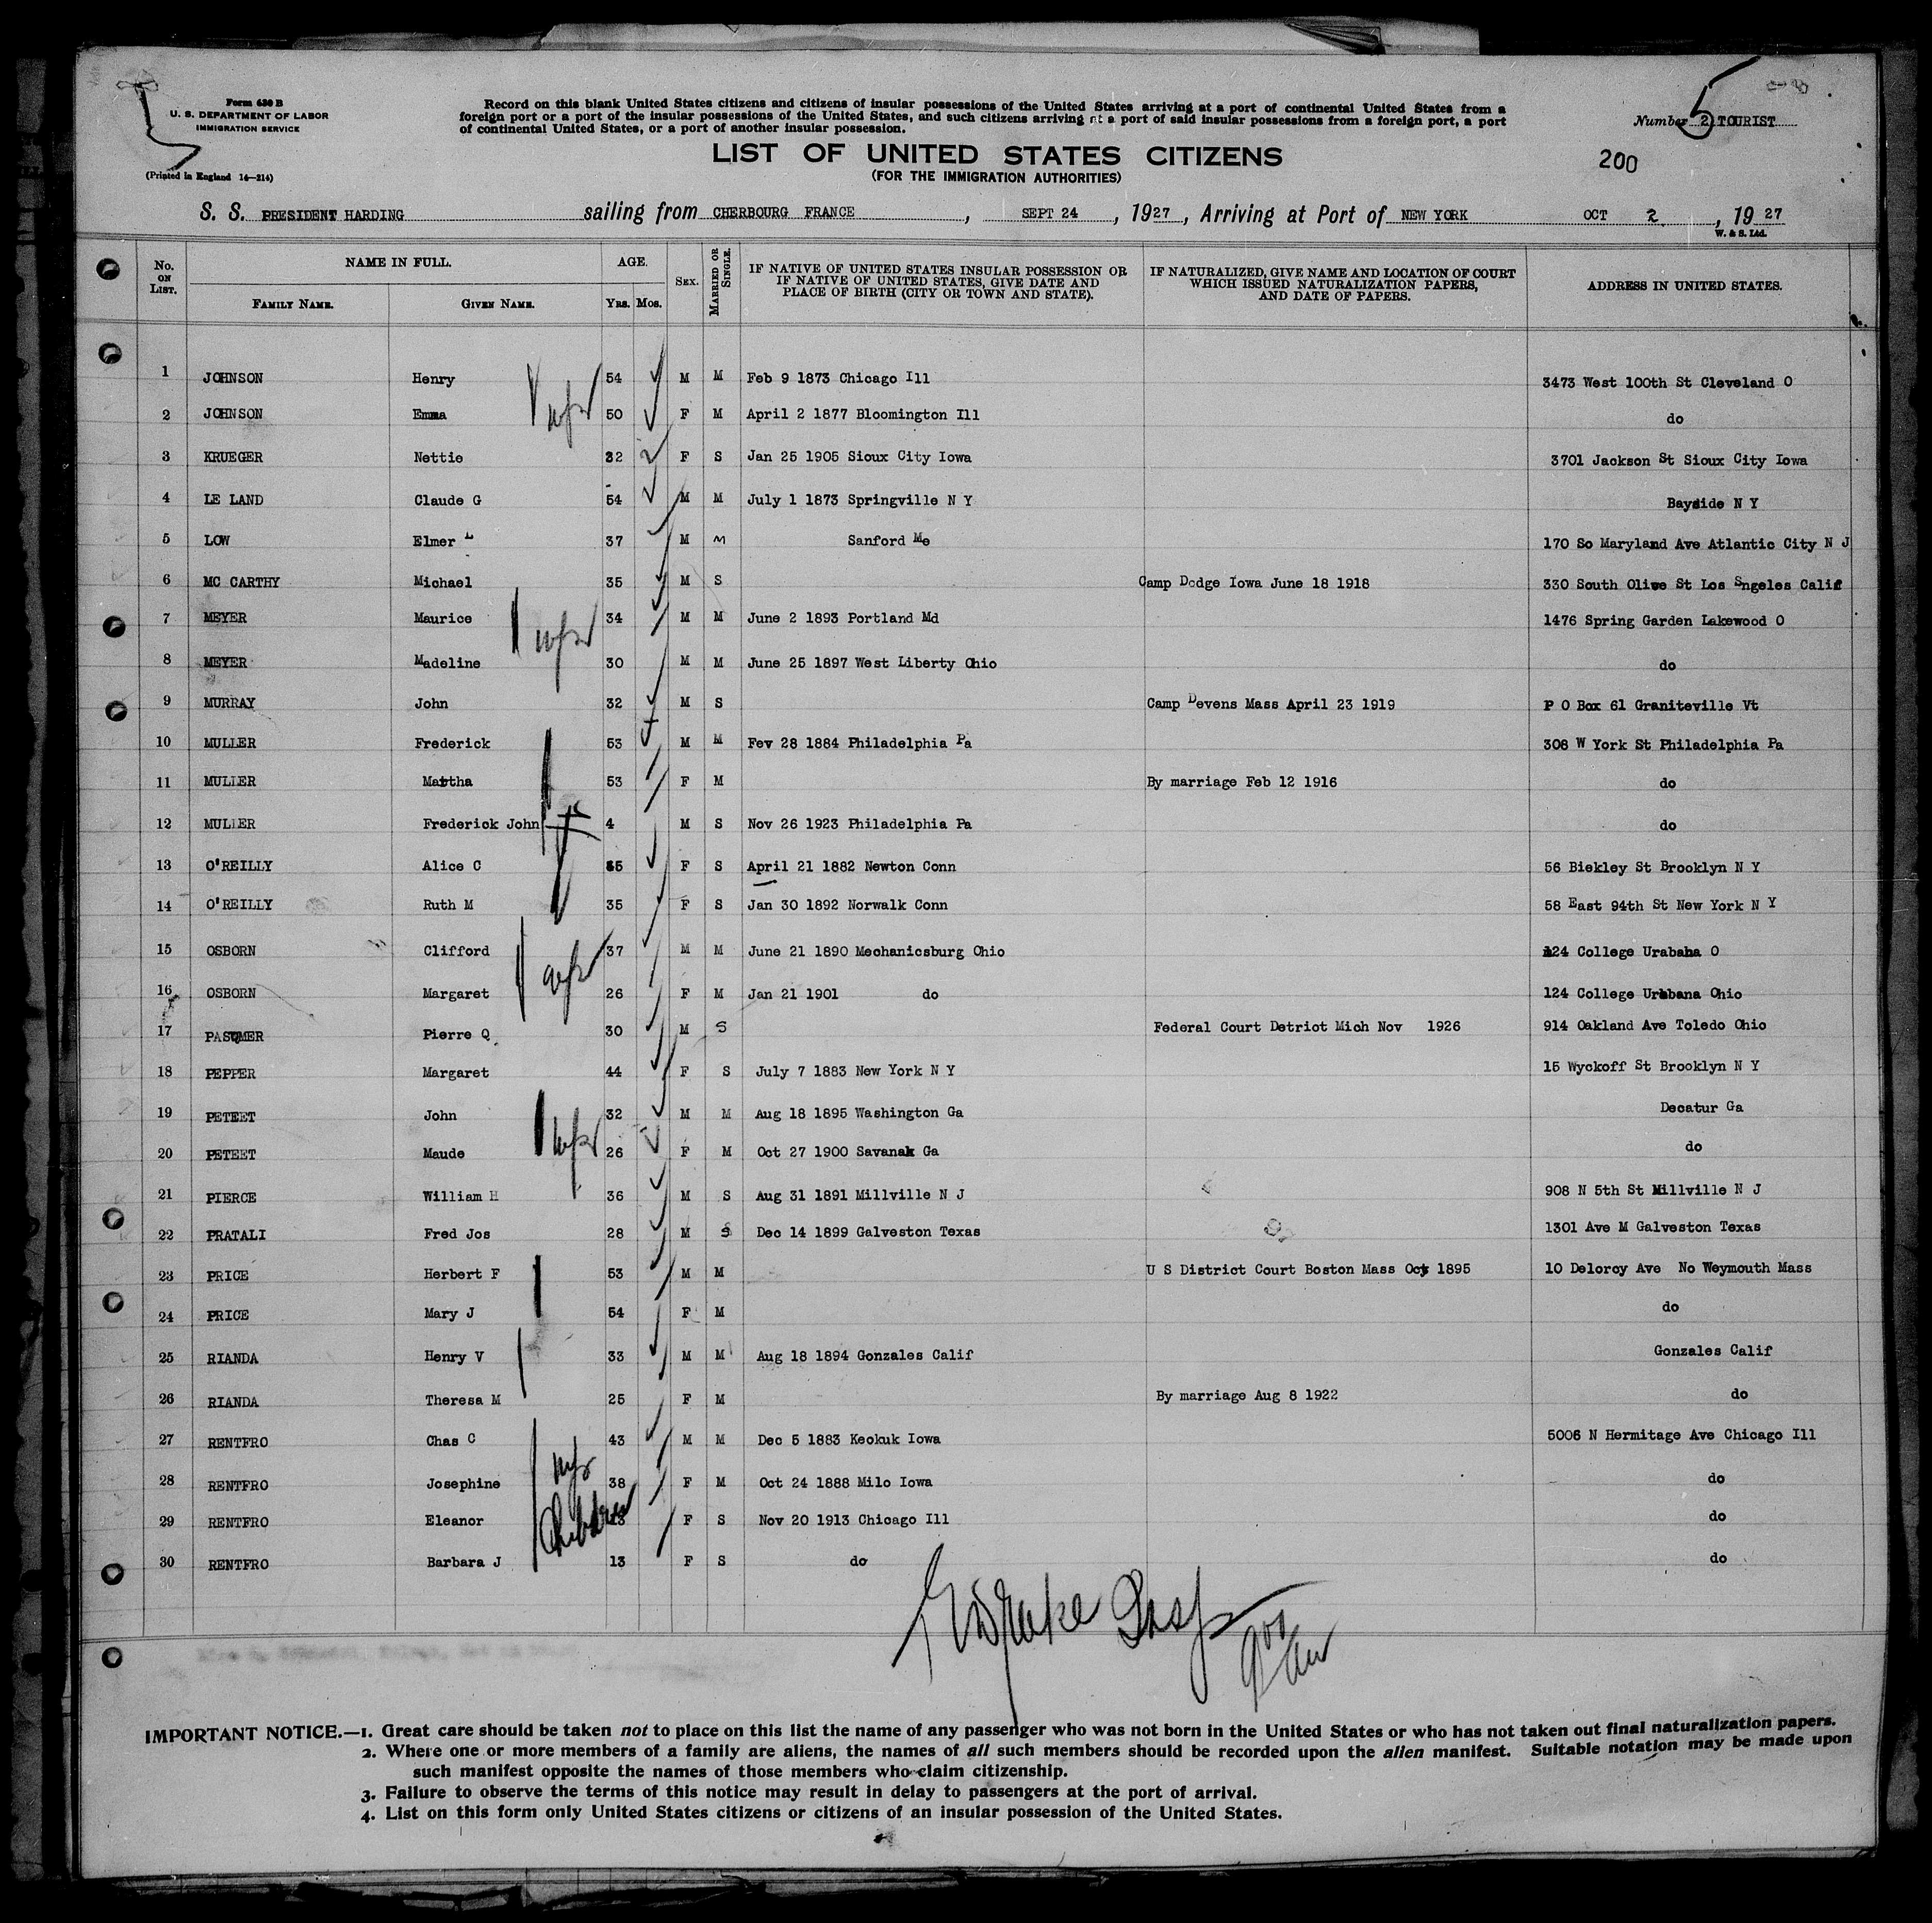 Form 630 B
U. S. DEPARTMENT OF LABOR
IMMIGRATION SERVICE
(Printed in England 14—214)
Record on this blank United States citizens and citizens of insular possessions of the United States arriving at a port of continental United States from a
foreign port or a port of the insular possessions of the United States, and such citizens arriving at a port of said insular possessions from a foreign port, a port
of continental United States, or a port of another insular possession.
5
Number 2 TOURIST
LIST OF UNITED STATES CITIZENS
(FOR THE IMMIGRATION AUTHORITIES)
200
S. S. PRESIDENT HARDING sailing from CHERBOURG FRANCE, SEPT 24, 1927, Arriving at Port of NEW YORK OCT 2, 1927
W. & S. Ltd.
No. ON LIST. NAME IN FULL. FAMILY NAME. GIVEN NAME. AGE. Yrs. Mos. SEX. MARRIED OR SINGLE. IF NATIVE OF UNITED STATES INSULAR POSSESSION OR IF NATIVE OF UNITED STATES, GIVE DATE AND PLACE OF BIRTH (CITY OR TOWN AND STATE). IF NATURALIZED, GIVE NAME AND LOCATION OF COURT WHICH ISSUED NATURALIZATION PAPERS, AND DATE OF PAPERS. ADDRESS IN UNITED STATES.
1 JOHNSON Henry 54 M M Feb 9 1873 Chicago Ill 3473 West 100th St Cleveland O
wfe
2 JOHNSON Emma 50 F M April 2 1877 Bloomington Ill do
3 KRUEGER Nettie 22 F S Jan 25 1905 Sioux City Iowa 3701 Jackson St Sioux City Iowa
4 LE LAND Claude G 54 M M July 1 1873 Springville N Y Bayside N Y
5 LOW Elmer L 37 M M Sanford Me 170 So Maryland Ave Atlantic City N J
6 MC CARTHY Michael 35 M S Camp Dodge Iowa June 18 1918 330 South Olive St Los Sngeles Calif
7 MEYER Maurice 34 M M June 2 1893 Portland Md 1476 Spring Garden Lakewood O
wfe
8 MEYER Madeline 30 M M June 25 1897 West Liberty Ohio do
9 MURRAY John 32 M S Camp Devens Mass April 23 1919 P O Box 61 Graniteville Vt
10 MULLER Frederick 53 M M Fev 28 1884 Philadelphia Pa 308 W York St Philadelphia Pa
11 MULLER Martha 53 F M By marriage Feb 12 1916 do
12 MULLER Frederick John 4 M S Nov 26 1923 Philadelphia Pa do
13 O'REILLY Alice C 35 F S April 21 1882 Newton Conn 56 Biekley St Brooklyn N Y
14 O'REILLY Ruth M 35 F S Jan 30 1892 Norwalk Conn 58 East 94th St New York N Y
15 OSBORN Clifford 37 M M June 21 1890 Mechanicsburg Ohio 124 College Urabana O
wfe
16 OSBORN Margaret 26 F M Jan 21 1901 do 124 College Urbbana Ohio
17 PASQMER Pierre Q 30 M S Federal Court Detriot Mich Nov 1926 914 Oakland Ave Toledo Ohio
18 PEPPER Margaret 44 F S July 7 1883 New York N Y 15 Wyckoff St Brooklyn N Y
19 PETEET John 32 M M Aug 18 1895 Washington Ga Decatur Ga
wfe
20 PETEET Maude 26 F M Oct 27 1900 Savanah Ga do
21 PIERCE William H 36 M S Aug 31 1891 Millville N J 908 N 5th St Millville N J
22 PRATALI Fred Jos 28 M S Dec 14 1899 Galveston Texas 1301 Ave M Galveston Texas
23 PRICE Herbert F 53 M M U S District Court Boston Mass Oct 1895 10 Delorcy Ave No Weymouth Mass
24 PRICE Mary J 54 F M do
25 RIANDA Henry V 33 M M Aug 18 1894 Gonzales Calif Gonzales Calif
26 RIANDA Theresa M 25 F M By marriage Aug 8 1922 do
27 RENTFRO Chas C 43 M M Dec 5 1883 Keokuk Iowa 5006 N Hermitage Ave Chicago Ill
wfe
28 RENTFRO Josephine 38 F M Oct 24 1888 Milo Iowa do
Children
29 RENTFRO Eleanor 13 F S Nov 20 1913 Chicago Ill do
30 RENTFRO Barbara J 13 F S do do
Drake Insp
IMPORTANT NOTICE.—1. Great care should be taken not to place on this list the name of any passenger who was not born in the United States or who has not taken out final naturalization papers.
2. Where one or more members of a family are aliens, the names of all such members should be recorded upon the alien manifest. Suitable notation may be made upon
such manifest opposite the names of those members who claim citizenship.
3. Failure to observe the terms of this notice may result in delay to passengers at the port of arrival.
4. List on this form only United States citizens or citizens of an insular possession of the United States.